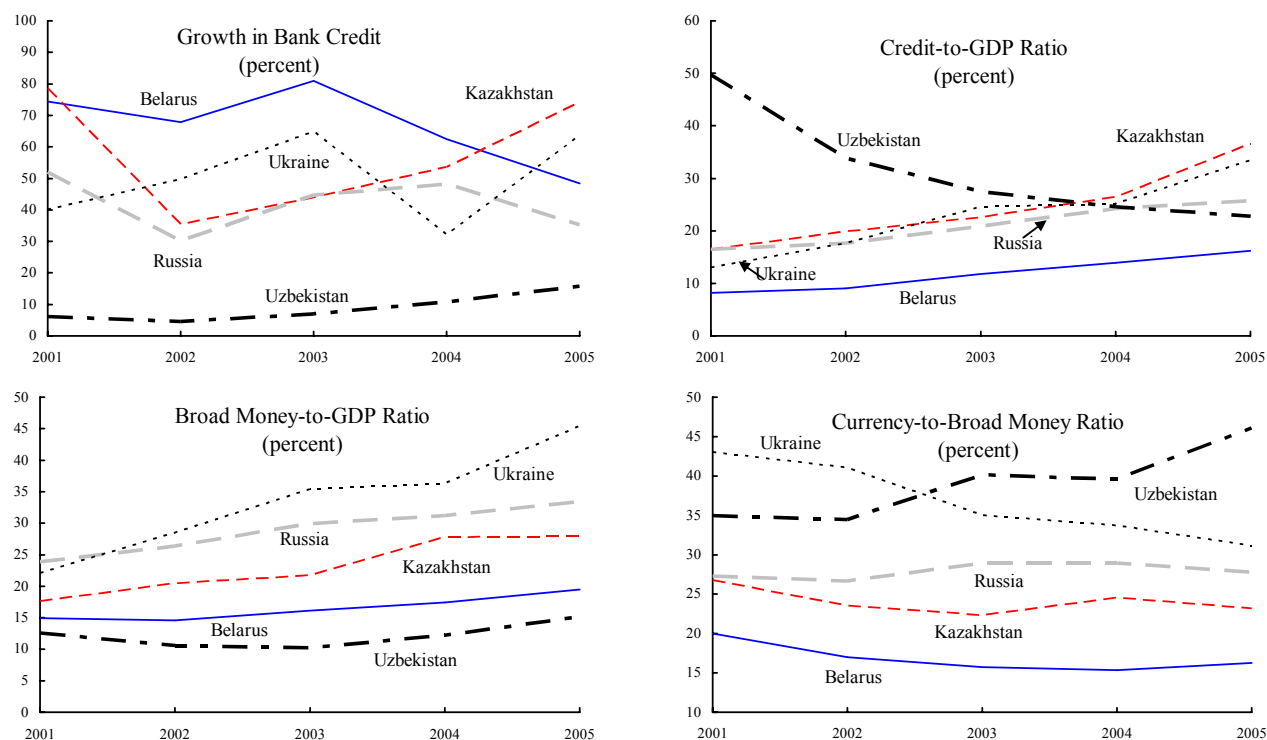 Growth in Bank Credit
(percent)
100
90
80
70
60
50
40
30
20
10
0
Belarus
Kazakhstan
Ukraine
Russia
Uzbekistan
2001 2002 2003 2004 2005
Credit-to-GDP Ratio
(percent)
60
50
40
30
20
10
0
Uzbekistan
Kazakhstan
Russia
Ukraine
Belarus
2001 2002 2003 2004 2005
Broad Money-to-GDP Ratio
(percent)
50
45
40
35
30
25
20
15
10
5
0
Ukraine
Russia
Kazakhstan
Belarus
Uzbekistan
2001 2002 2003 2004 2005
Currency-to-Broad Money Ratio
(percent)
50
45
40
35
30
25
20
15
10
Ukraine
Uzbekistan
Russia
Kazakhstan
Belarus
2001 2002 2003 2004 2005